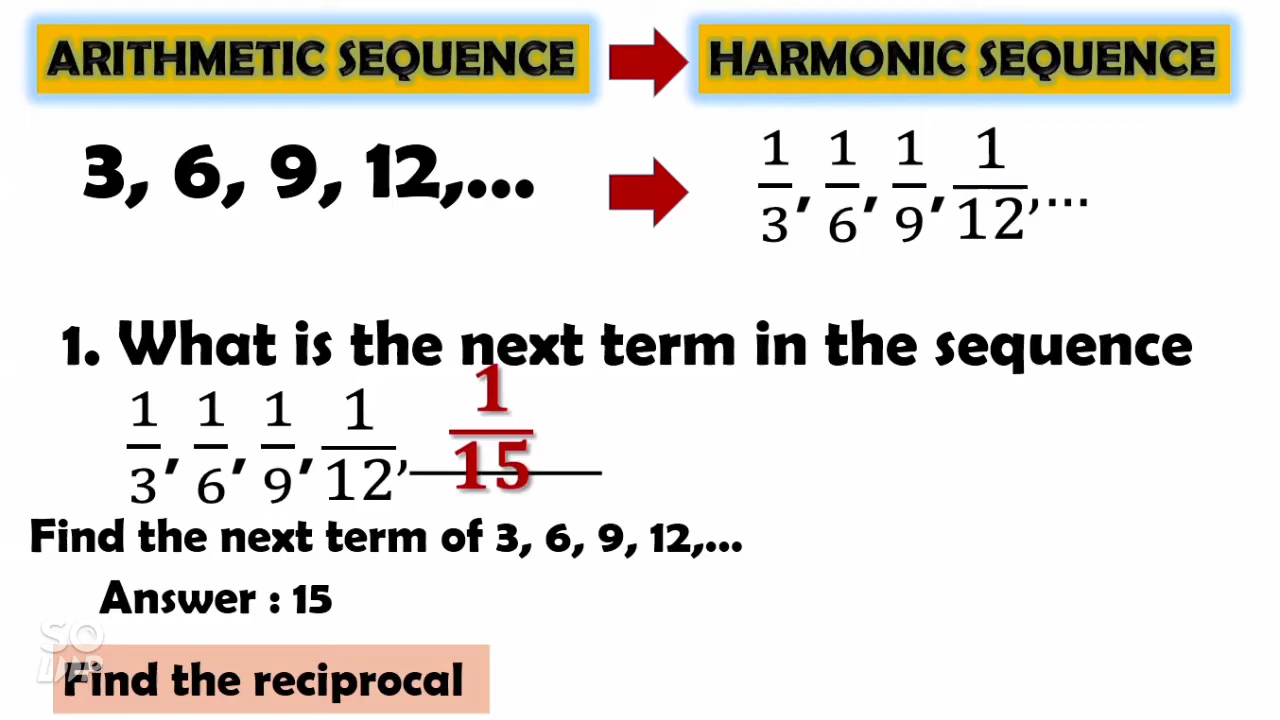 ARITHMETIC SEQUENCE → HARMONIC SEQUENCE
3, 6, 9, 12,... → 1/3, 1/6, 1/9, 1/12,...
1. What is the next term in the sequence
1/3, 1/6, 1/9, 1/12, 1/15
Find the next term of 3, 6, 9, 12,...
Answer : 15
Find the reciprocal